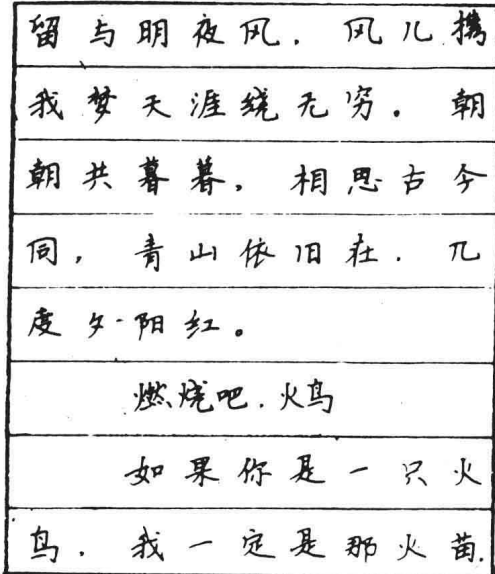 留与明夜风. 风儿携
我梦天涯绕无穷。朝
朝共暮暮, 相思古今
同, 青山依旧在. 几
度夕阳红。
燃烧吧.火鸟
如果你是一只火
鸟. 我一定是那火苗.